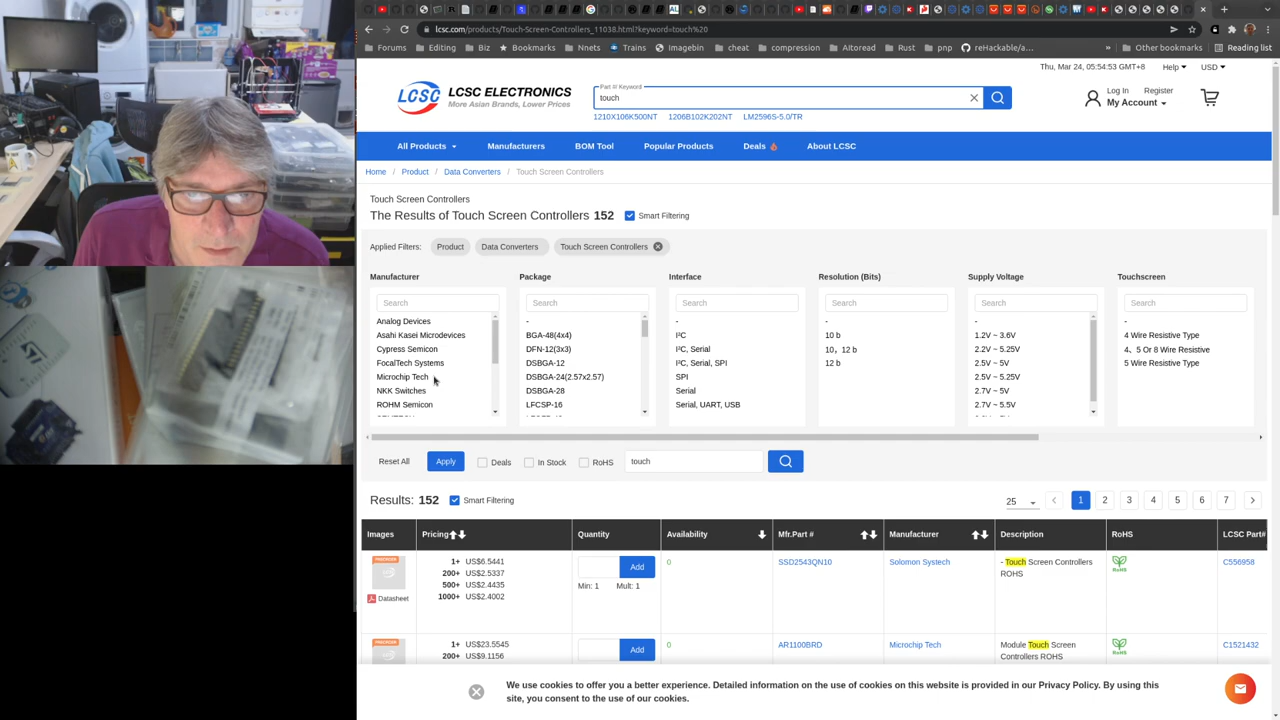 lcsc.com/products/Touch-Screen-Controllers_11038.html?keyword=touch%20
Forums Editing Biz Bookmarks Nnets Trains imagebin cheat compression Altoread Rust pnp reHackable/... » Other bookmarks Reading list
Thu, Mar 24, 05:54:53 GMT+8 Help USD
LCSC LCSC ELECTRONICS
More Asian Brands, Lower Prices
Part #/ Keyword
touch
1210X106K500NT 1206B102K202NT LM2596S-5.0/TR
Log In Register
My Account
All Products Manufacturers BOM Tool Popular Products Deals About LCSC
Home / Product / Data Converters / Touch Screen Controllers
Touch Screen Controllers
The Results of Touch Screen Controllers 152 Smart Filtering
Applied Filters: Product Data Converters Touch Screen Controllers
Manufacturer Package Interface Resolution (Bits) Supply Voltage Touchscreen
Search Search Search Search Search Search
Analog Devices - - - - -
Asahi Kasei Microdevices BGA-48(4x4) I²C 10 b 1.2V ~ 3.6V 4 Wire Resistive Type
Cypress Semicon DFN-12(3x3) I²C, Serial 10，12 b 2.2V ~ 5.25V 4、5 Or 8 Wire Resistive
FocalTech Systems DSBGA-12 I²C, Serial, SPI 12 b 2.5V ~ 5V 5 Wire Resistive Type
Microchip Tech DSBGA-24(2.57x2.57) SPI 2.5V ~ 5.25V
NKK Switches DSBGA-28 Serial 2.7V ~ 5V
ROHM Semicon LFCSP-16 Serial, UART, USB 2.7V ~ 5.5V
Reset All Apply Deals In Stock RoHS touch
Results: 152 Smart Filtering 25 1 2 3 4 5 6 7
Images Pricing Quantity Availability Mfr.Part # Manufacturer Description RoHS LCSC Part#
1+ US$6.5441 Add 0 SSD2543QN10 Solomon Systech - Touch Screen Controllers C556958
200+ US$2.5337 ROHS
500+ US$2.4435 Min: 1 Mult: 1
Datasheet 1000+ US$2.4002
1+ US$23.5545 Add 0 AR1100BRD Microchip Tech Module Touch Screen C1521432
200+ US$9.1156 Controllers ROHS
We use cookies to offer you a better experience. Detailed information on the use of cookies on this website is provided in our Privacy Policy. By using
this site, you consent to the use of our cookies.